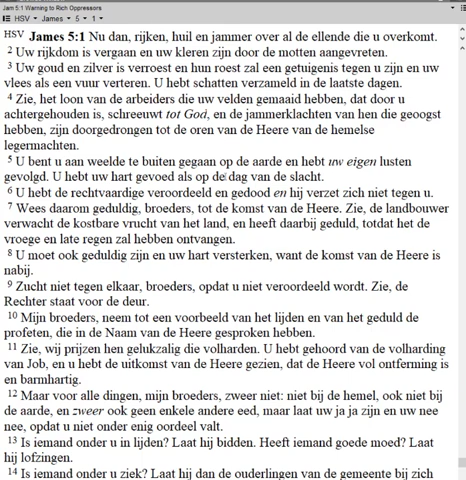 Jam 5:1 Warning to Rich Oppressors
HSV James 5 1
HSV James 5:1 Nu dan, rijken, huil en jammer over al de ellende die u overkomt.
2 Uw rijkdom is vergaan en uw kleren zijn door de motten aangevreten.
3 Uw goud en zilver is verroest en hun roest zal een getuigenis tegen u zijn en uw
vlees als een vuur verteren. U hebt schatten verzameld in de laatste dagen.
4 Zie, het loon van de arbeiders die uw velden gemaaid hebben, dat door u
achtergehouden is, schreeuwt tot God, en de jammerklachten van hen die geoogst
hebben, zijn doorgedrongen tot de oren van de Heere van de hemelse
legermachten.
5 U bent u aan weelde te buiten gegaan op de aarde en hebt uw eigen lusten
gevolgd. U hebt uw hart gevoed als op de dag van de slacht.
6 U hebt de rechtvaardige veroordeeld en gedood en hij verzet zich niet tegen u.
7 Wees daarom geduldig, broeders, tot de komst van de Heere. Zie, de landbouwer
verwacht de kostbare vrucht van het land, en heeft daarbij geduld, totdat het de
vroege en late regen zal hebben ontvangen.
8 U moet ook geduldig zijn en uw hart versterken, want de komst van de Heere is
nabij.
9 Zucht niet tegen elkaar, broeders, opdat u niet veroordeeld wordt. Zie, de
Rechter staat voor de deur.
10 Mijn broeders, neem tot een voorbeeld van het lijden en van het geduld de
profeten, die in de Naam van de Heere gesproken hebben.
11 Zie, wij prijzen hen gelukzalig die volharden. U hebt gehoord van de volharding
van Job, en u hebt de uitkomst van de Heere gezien, dat de Heere vol ontferming is
en barmhartig.
12 Maar voor alle dingen, mijn broeders, zweer niet: niet bij de hemel, ook niet bij
de aarde, en zweer ook geen enkele andere eed, maar laat uw ja ja zijn en uw nee
nee, opdat u niet onder enig oordeel valt.
13 Is iemand onder u in lijden? Laat hij bidden. Heeft iemand goede moed? Laat
hij lofzingen.
14 Is iemand onder u ziek? Laat hij dan de ouderlingen van de gemeente bij zich